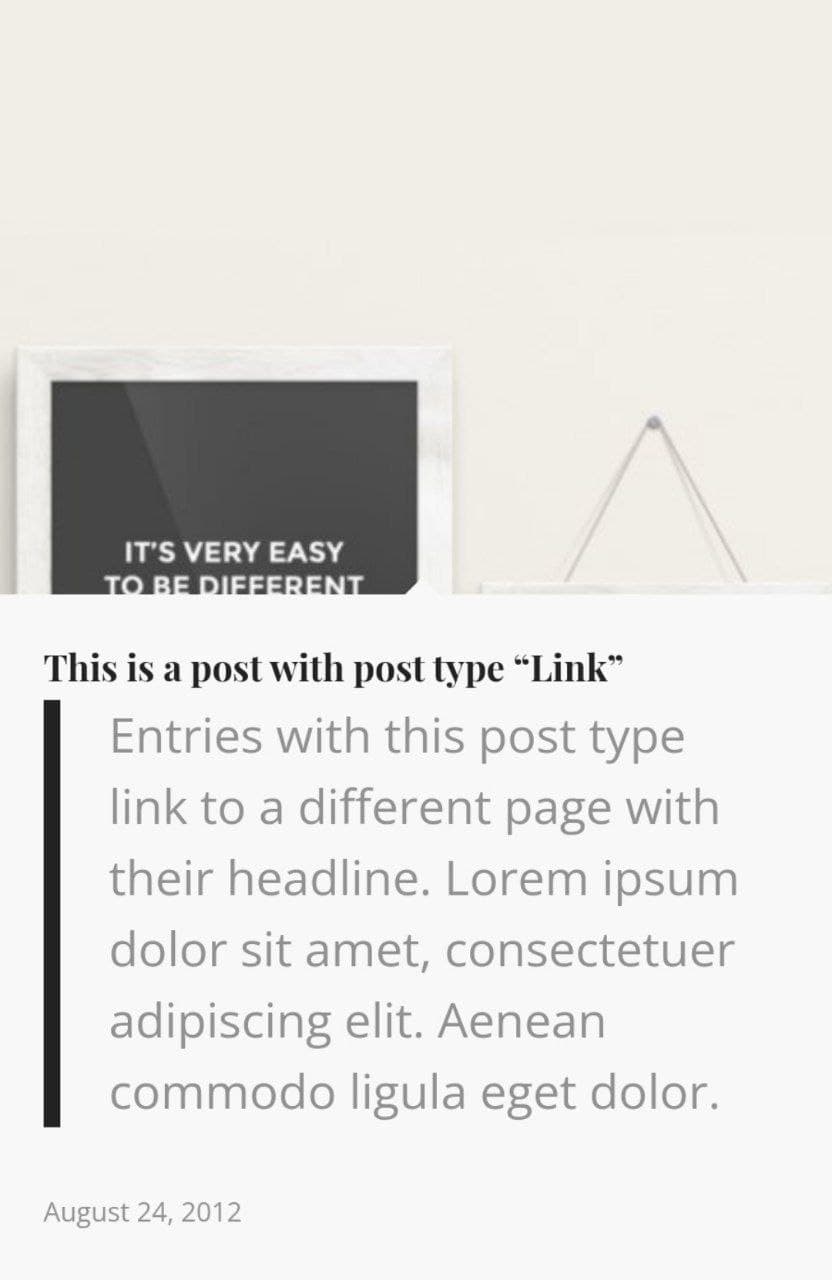 IT’S VERY EASY
TO BE DIFFERENT
This is a post with post type “Link”
Entries with this post type
link to a different page with
their headline. Lorem ipsum
dolor sit amet, consectetuer
adipiscing elit. Aenean
commodo ligula eget dolor.
August 24, 2012